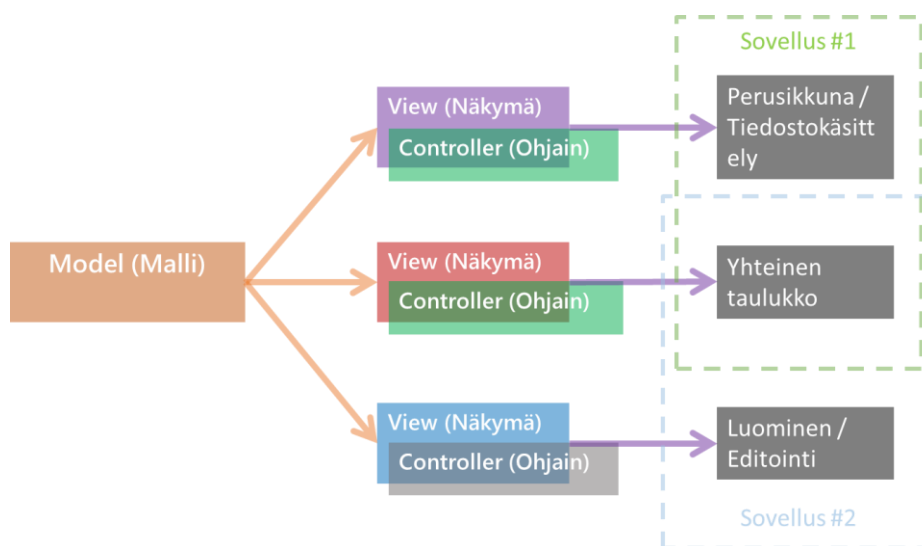 Sovellus #1
View (Näkymä)
Controller (Ohjain)
Perusikkuna /
Tiedostokäsitt
ely
Model (Malli)
View (Näkymä)
Controller (Ohjain)
Yhteinen
taulukko
View (Näkymä)
Controller (Ohjain)
Luominen /
Editointi
Sovellus #2